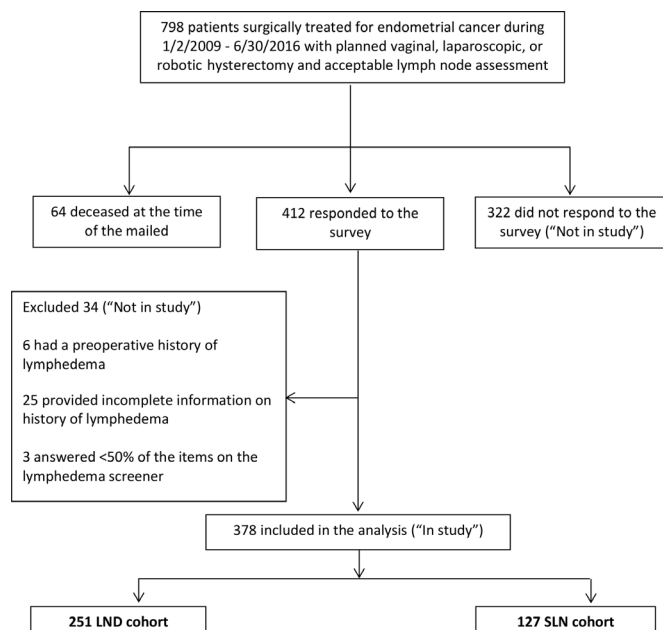 798 patients surgically treated for endometrial cancer during
1/2/2009 - 6/30/2016 with planned vaginal, laparoscopic, or
robotic hysterectomy and acceptable lymph node assessment
64 deceased at the time
of the mailed
412 responded to the
survey
322 did not respond to the
survey (“Not in study”)
Excluded 34 (“Not in study”)
6 had a preoperative history of
lymphedema
25 provided incomplete information on
history of lymphedema
3 answered <50% of the items on the
lymphedema screener
378 included in the analysis (“In study”)
251 LND cohort
127 SLN cohort